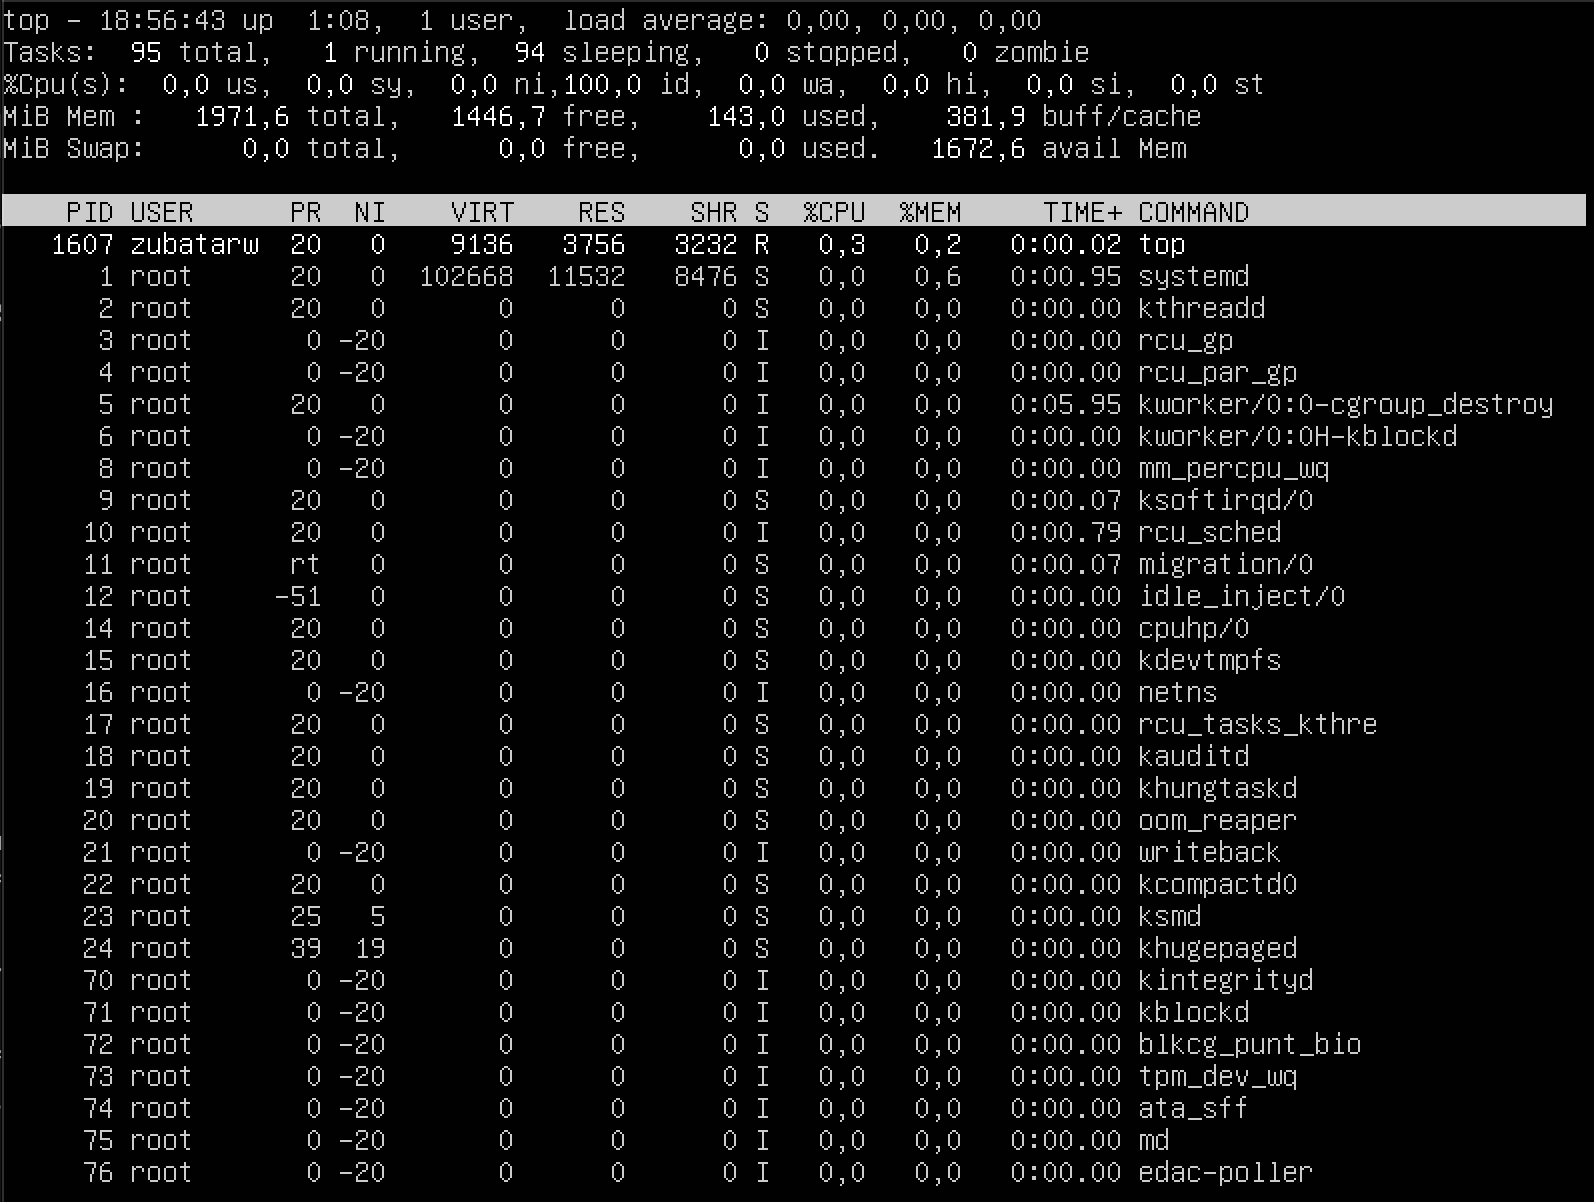 top - 18:56:43 up  1:08,  1 user,  load average: 0,00, 0,00, 0,00
Tasks:  95 total,   1 running,  94 sleeping,   0 stopped,   0 zombie
%Cpu(s):  0,0 us,  0,0 sy,  0,0 ni,100,0 id,  0,0 wa,  0,0 hi,  0,0 si,  0,0 st
MiB Mem :   1971,6 total,   1446,7 free,    143,0 used,    381,9 buff/cache
MiB Swap:      0,0 total,      0,0 free,      0,0 used.   1672,6 avail Mem
PID USER      PR  NI    VIRT    RES    SHR S  %CPU  %MEM     TIME+ COMMAND
1607 zubatarw  20   0    9136   3756   3232 R   0,3   0,2   0:00.02 top
1 root      20   0  102668  11532   8476 S   0,0   0,6   0:00.95 systemd
2 root      20   0       0      0      0 S   0,0   0,0   0:00.00 kthreadd
3 root       0 -20       0      0      0 I   0,0   0,0   0:00.00 rcu_gp
4 root       0 -20       0      0      0 I   0,0   0,0   0:00.00 rcu_par_gp
5 root      20   0       0      0      0 I   0,0   0,0   0:05.95 kworker/0:0-cgroup_destroy
6 root       0 -20       0      0      0 I   0,0   0,0   0:00.00 kworker/0:0H-kblockd
8 root       0 -20       0      0      0 I   0,0   0,0   0:00.00 mm_percpu_wq
9 root      20   0       0      0      0 S   0,0   0,0   0:00.07 ksoftirqd/0
10 root      20   0       0      0      0 I   0,0   0,0   0:00.79 rcu_sched
11 root      rt   0       0      0      0 S   0,0   0,0   0:00.07 migration/0
12 root     -51   0       0      0      0 S   0,0   0,0   0:00.00 idle_inject/0
14 root      20   0       0      0      0 S   0,0   0,0   0:00.00 cpuhp/0
15 root      20   0       0      0      0 S   0,0   0,0   0:00.00 kdevtmpfs
16 root       0 -20       0      0      0 I   0,0   0,0   0:00.00 netns
17 root      20   0       0      0      0 S   0,0   0,0   0:00.00 rcu_tasks_kthre
18 root      20   0       0      0      0 S   0,0   0,0   0:00.00 kauditd
19 root      20   0       0      0      0 S   0,0   0,0   0:00.00 khungtaskd
20 root      20   0       0      0      0 S   0,0   0,0   0:00.00 oom_reaper
21 root       0 -20       0      0      0 I   0,0   0,0   0:00.00 writeback
22 root      20   0       0      0      0 S   0,0   0,0   0:00.00 kcompactd0
23 root      25   5       0      0      0 S   0,0   0,0   0:00.00 ksmd
24 root      39  19       0      0      0 S   0,0   0,0   0:00.00 khugepaged
70 root       0 -20       0      0      0 I   0,0   0,0   0:00.00 kintegrityd
71 root       0 -20       0      0      0 I   0,0   0,0   0:00.00 kblockd
72 root       0 -20       0      0      0 I   0,0   0,0   0:00.00 blkcg_punt_bio
73 root       0 -20       0      0      0 I   0,0   0,0   0:00.00 tpm_dev_wq
74 root       0 -20       0      0      0 I   0,0   0,0   0:00.00 ata_sff
75 root       0 -20       0      0      0 I   0,0   0,0   0:00.00 md
76 root       0 -20       0      0      0 I   0,0   0,0   0:00.00 edac-poller